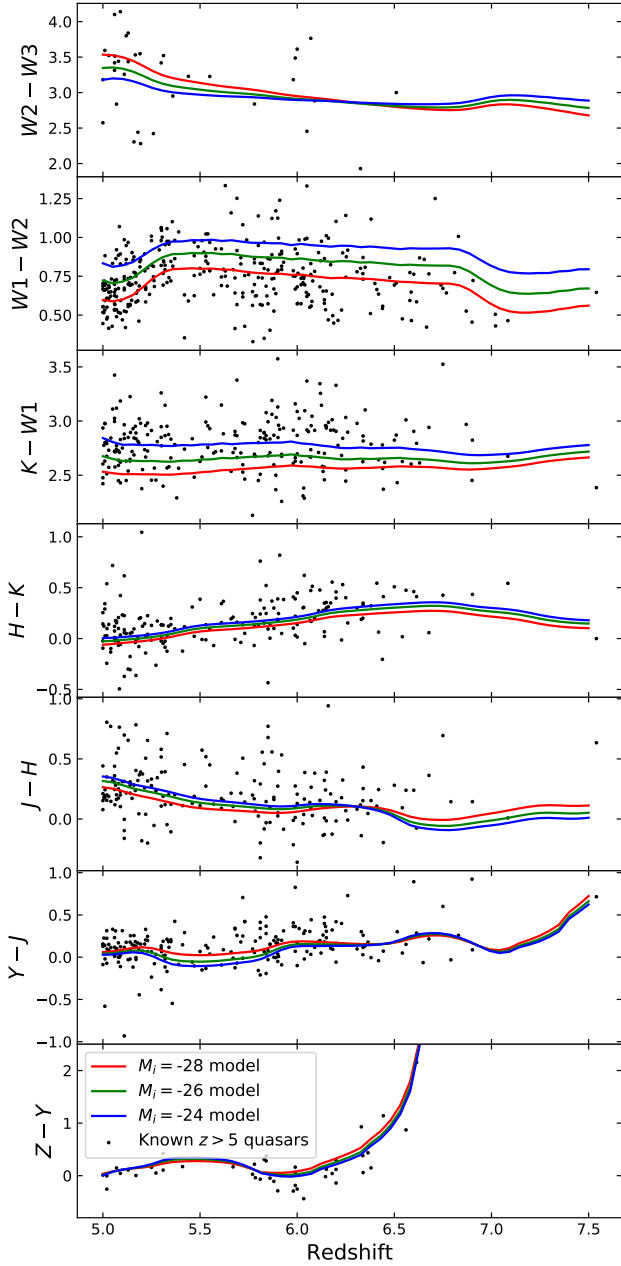 4.0
3.5
3.0
2.5
2.0
W2 − W3
1.25
1.00
0.75
0.50
W1 − W2
3.5
3.0
2.5
K − W1
1.0
0.5
0.0
−0.5
H − K
1.0
0.5
0.0
J − H
1.0
0.5
0.0
−0.5
−1.0
Y − J
2
1
0
Z − Y
M_i = -28 model
M_i = -26 model
M_i = -24 model
Known z > 5 quasars
5.0 5.5 6.0 6.5 7.0 7.5
Redshift